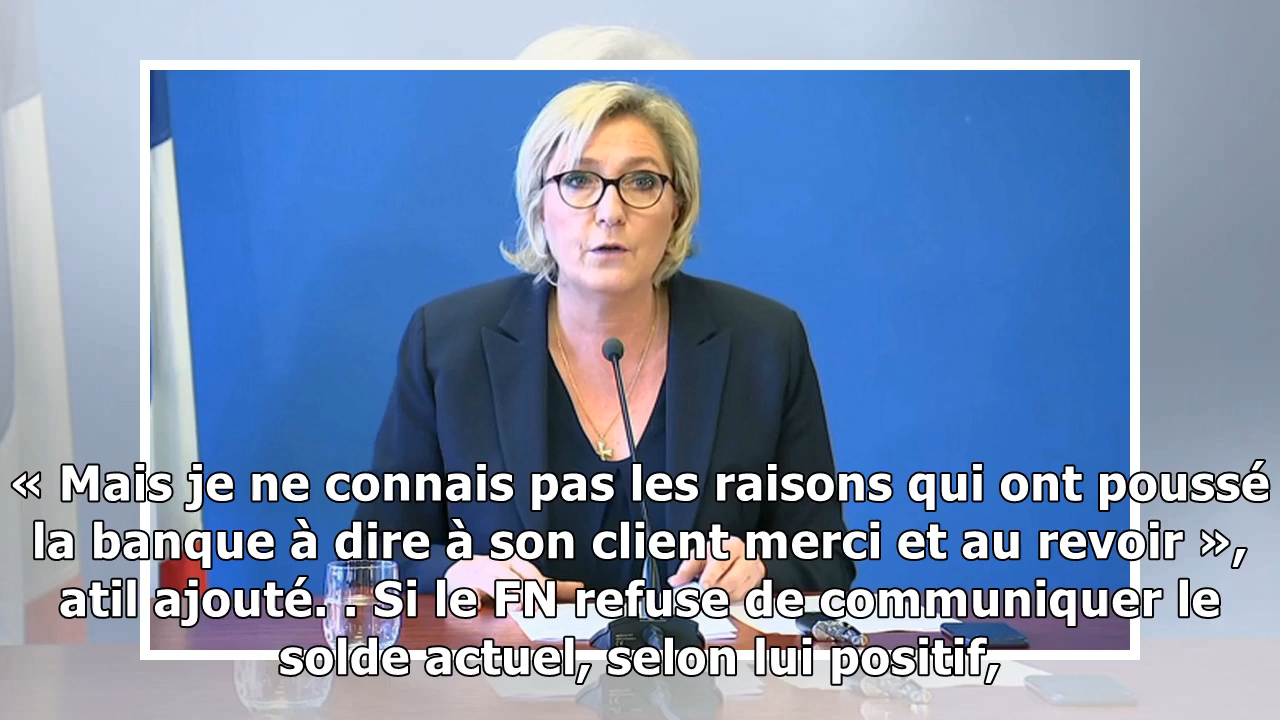 « Mais je ne connais pas les raisons qui ont poussé
la banque à dire à son client merci et au revoir »,
atil ajouté. . Si le FN refuse de communiquer le
solde actuel, selon lui positif,